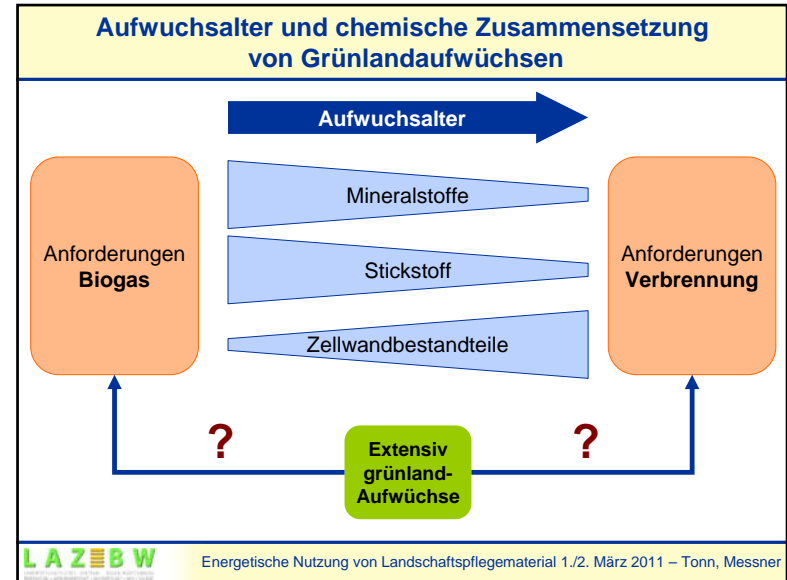 Aufwuchsalter und chemische Zusammensetzung
von Grünlandaufwüchsen
Aufwuchsalter
Mineralstoffe
Stickstoff
Zellwandbestandteile
Anforderungen
Biogas
Anforderungen
Verbrennung
?
?
Extensiv
grünland-
Aufwüchse
LAZBW
Energetische Nutzung von Landschaftspflegematerial 1./2. März 2011 – Tonn, Messner